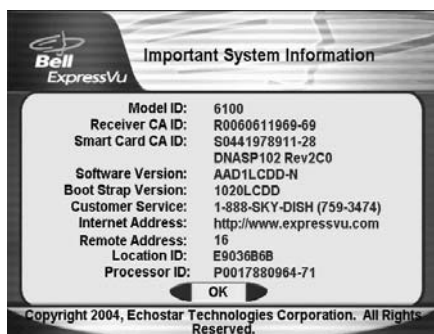 Bell
ExpressVu
Important System Information
Model ID: 6100
Receiver CA ID: R0060611969-69
Smart Card CA ID: S0441978911-28
DNASP102 Rev2C0
Software Version: AAD1LCDD-N
Boot Strap Version: 1020LCDD
Customer Service: 1-888-SKY-DISH (759-3474)
Internet Address: http://www.expressvu.com
Remote Address: 16
Location ID: E9036B6B
Processor ID: P0017880964-71
OK
Copyright 2004, Echostar Technologies Corporation. All Rights
Reserved.